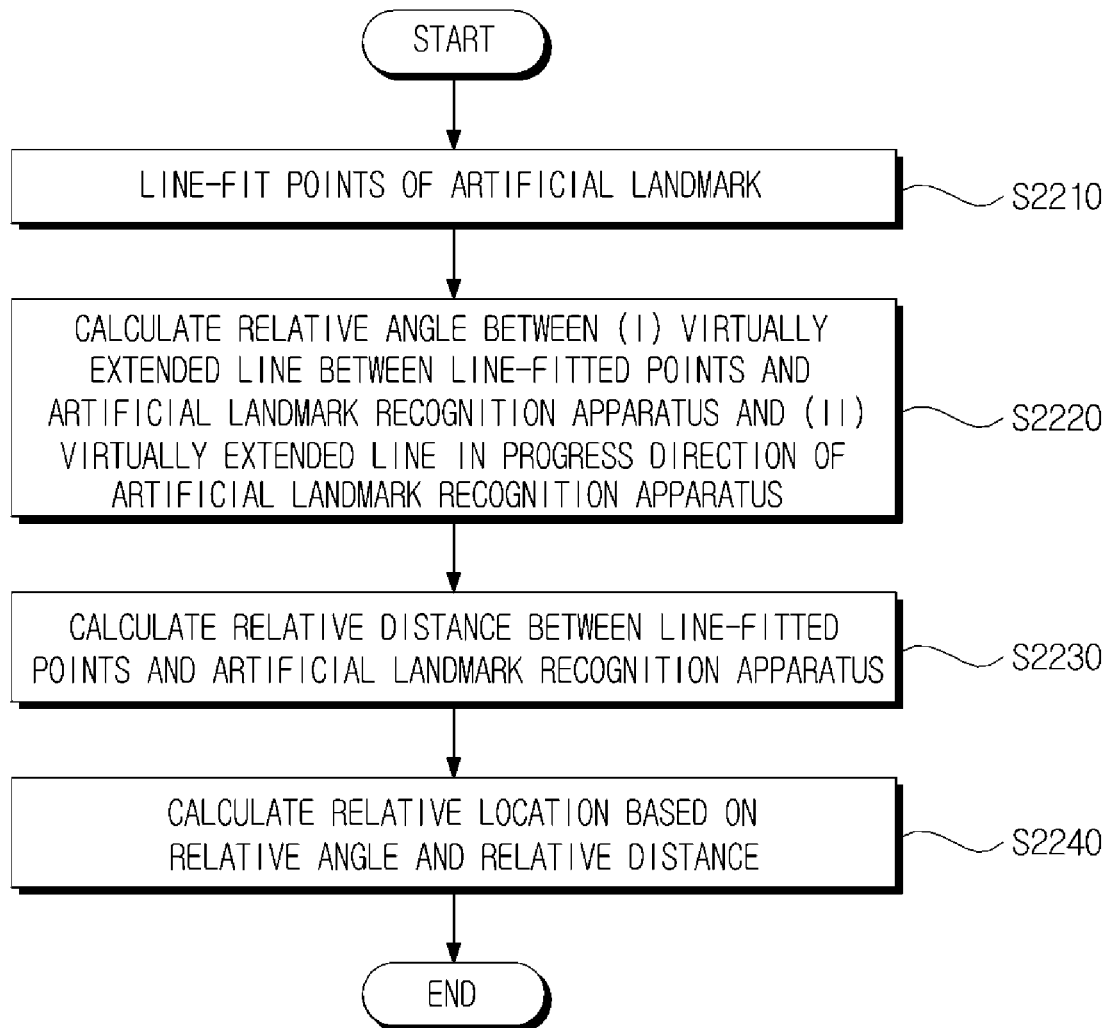 START
LINE-FIT POINTS OF ARTIFICIAL LANDMARK
S2210
CALCULATE RELATIVE ANGLE BETWEEN (I) VIRTUALLY
EXTENDED LINE BETWEEN LINE-FITTED POINTS AND
ARTIFICIAL LANDMARK RECOGNITION APPARATUS AND (II)
VIRTUALLY EXTENDED LINE IN PROGRESS DIRECTION OF
ARTIFICIAL LANDMARK RECOGNITION APPARATUS
S2220
CALCULATE RELATIVE DISTANCE BETWEEN LINE-FITTED
POINTS AND ARTIFICIAL LANDMARK RECOGNITION APPARATUS
S2230
CALCULATE RELATIVE LOCATION BASED ON
RELATIVE ANGLE AND RELATIVE DISTANCE
S2240
END